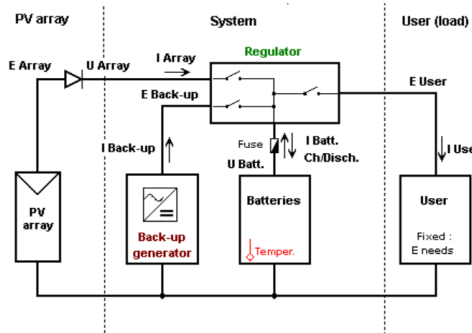 PV array
System
User (load)
Regulator
E Array
U Array
I Array
E Back-up
E User
I Back-up
Fuse
U Batt.
I Batt.
Ch/Disch.
I Use
PV
array
Back-up
generator
Batteries
Temper.
User
Fixed :
E needs